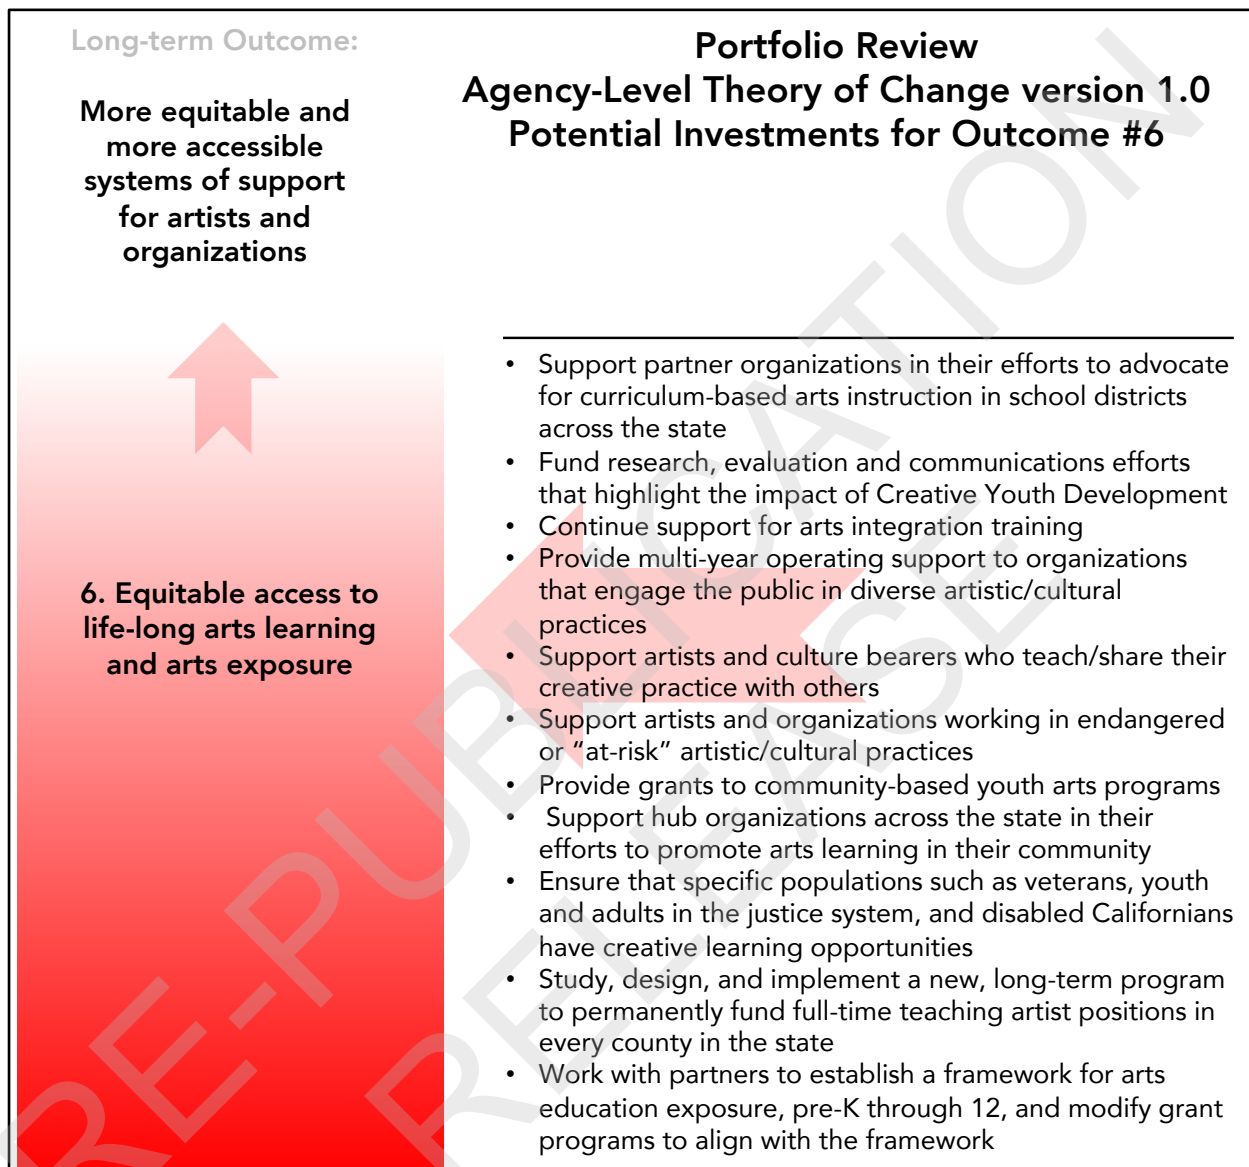 Long-term Outcome:
More equitable and
more accessible
systems of support
for artists and
organizations
6. Equitable access to
life-long arts learning
and arts exposure
Portfolio Review
Agency-Level Theory of Change version 1.0
Potential Investments for Outcome #6
• Support partner organizations in their efforts to advocate
for curriculum-based arts instruction in school districts
across the state
• Fund research, evaluation and communications efforts
that highlight the impact of Creative Youth Development
• Continue support for arts integration training
• Provide multi-year operating support to organizations
that engage the public in diverse artistic/cultural
practices
• Support artists and culture bearers who teach/share their
creative practice with others
• Support artists and organizations working in endangered
or “at-risk” artistic/cultural practices
• Provide grants to community-based youth arts programs
• Support hub organizations across the state in their
efforts to promote arts learning in their community
• Ensure that specific populations such as veterans, youth
and adults in the justice system, and disabled Californians
have creative learning opportunities
• Study, design, and implement a new, long-term program
to permanently fund full-time teaching artist positions in
every county in the state
• Work with partners to establish a framework for arts
education exposure, pre-K through 12, and modify grant
programs to align with the framework
RE-PUBLICATION
RELEASE